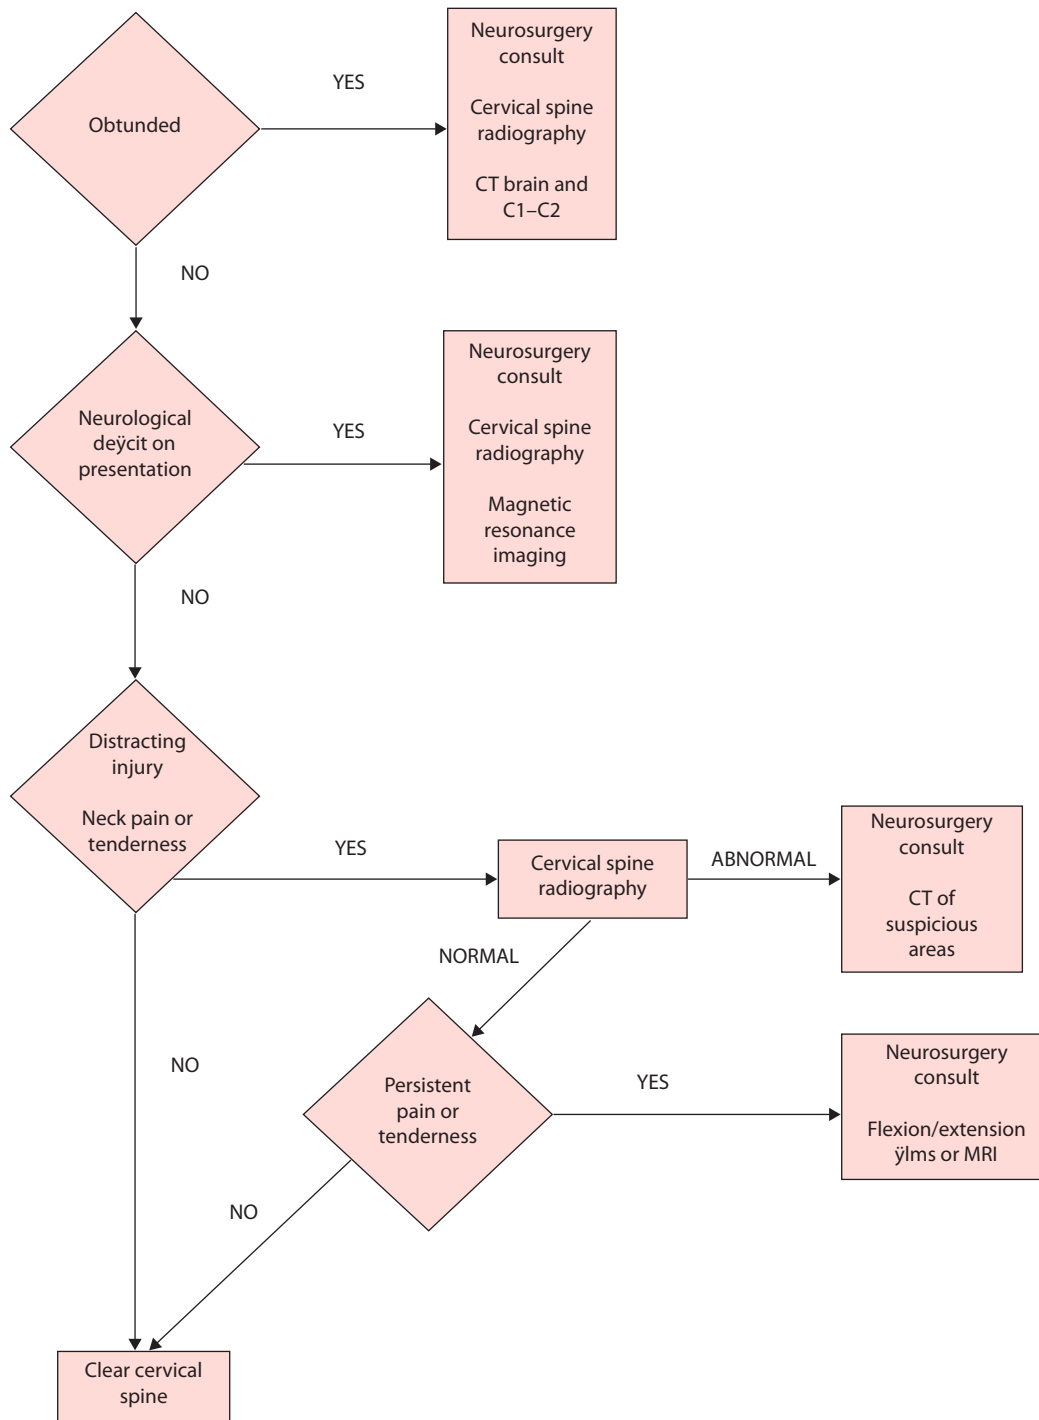 Obtunded
YES
Neurosurgery
consult
Cervical spine
radiography
CT brain and
C1–C2
NO
Neurological
deÿcit on
presentation
YES
Neurosurgery
consult
Cervical spine
radiography
Magnetic
resonance
imaging
NO
Distracting
injury
Neck pain or
tenderness
YES
Cervical spine
radiography
ABNORMAL
Neurosurgery
consult
CT of
suspicious
areas
NORMAL
NO
Persistent
pain or
tenderness
YES
Neurosurgery
consult
Flexion/extension
ÿlms or MRI
NO
Clear cervical
spine